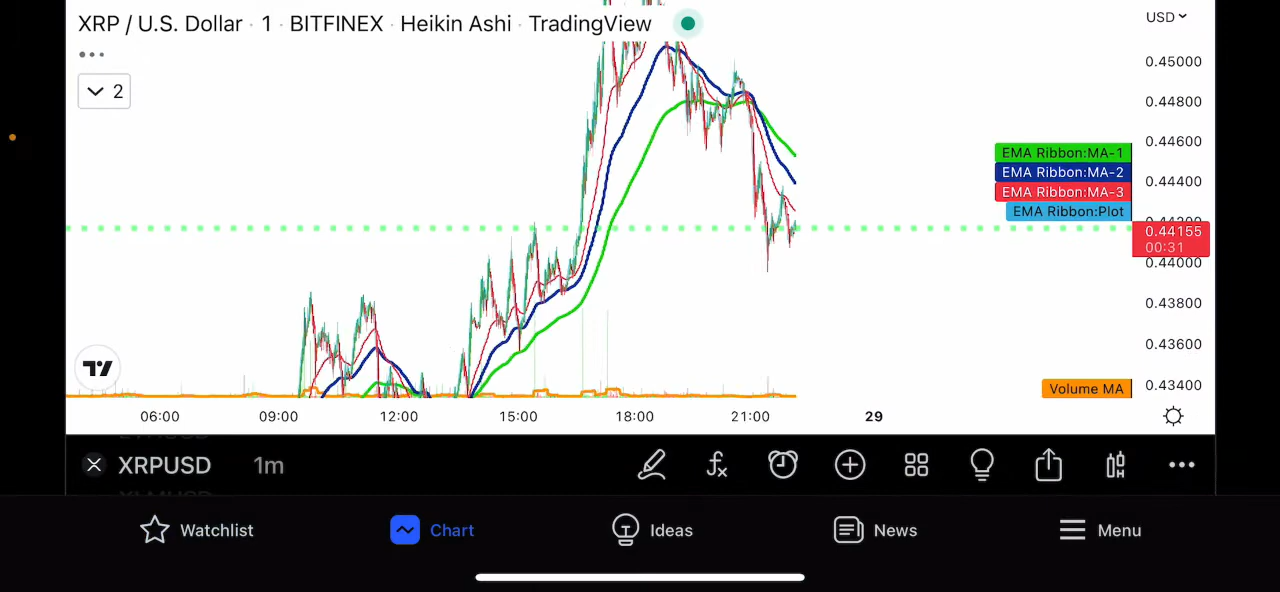 XRP / U.S. Dollar · 1 · BITFINEX · Heikin Ashi · TradingView
USD
2
0.45000
0.44800
0.44600
EMA Ribbon:MA-1
EMA Ribbon:MA-2
0.44400
EMA Ribbon:MA-3
EMA Ribbon:Plot
0.44155
00:31
0.44000
0.43800
0.43600
0.43400
Volume MA
06:00 09:00 12:00 15:00 18:00 21:00 29
XRPUSD 1m
Watchlist Chart Ideas News Menu